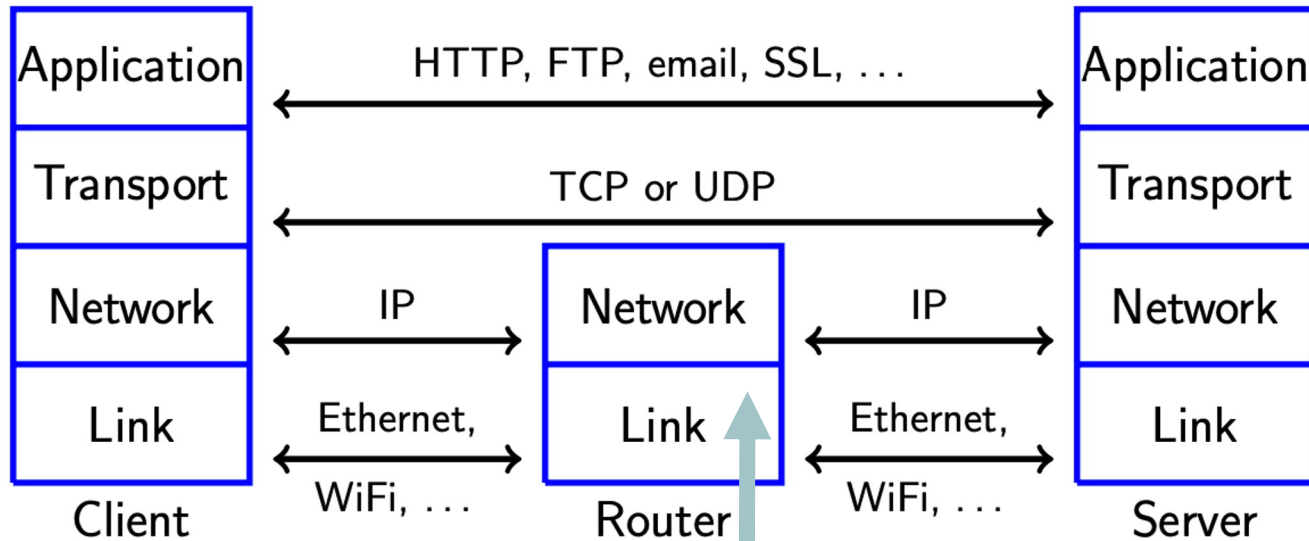 Application
HTTP, FTP, email, SSL, ...
Application
Transport
TCP or UDP
Transport
Network
IP
Network
IP
Network
Link
Ethernet,
WiFi, ...
Link
Ethernet,
WiFi, ...
Link
Client
Router
Server